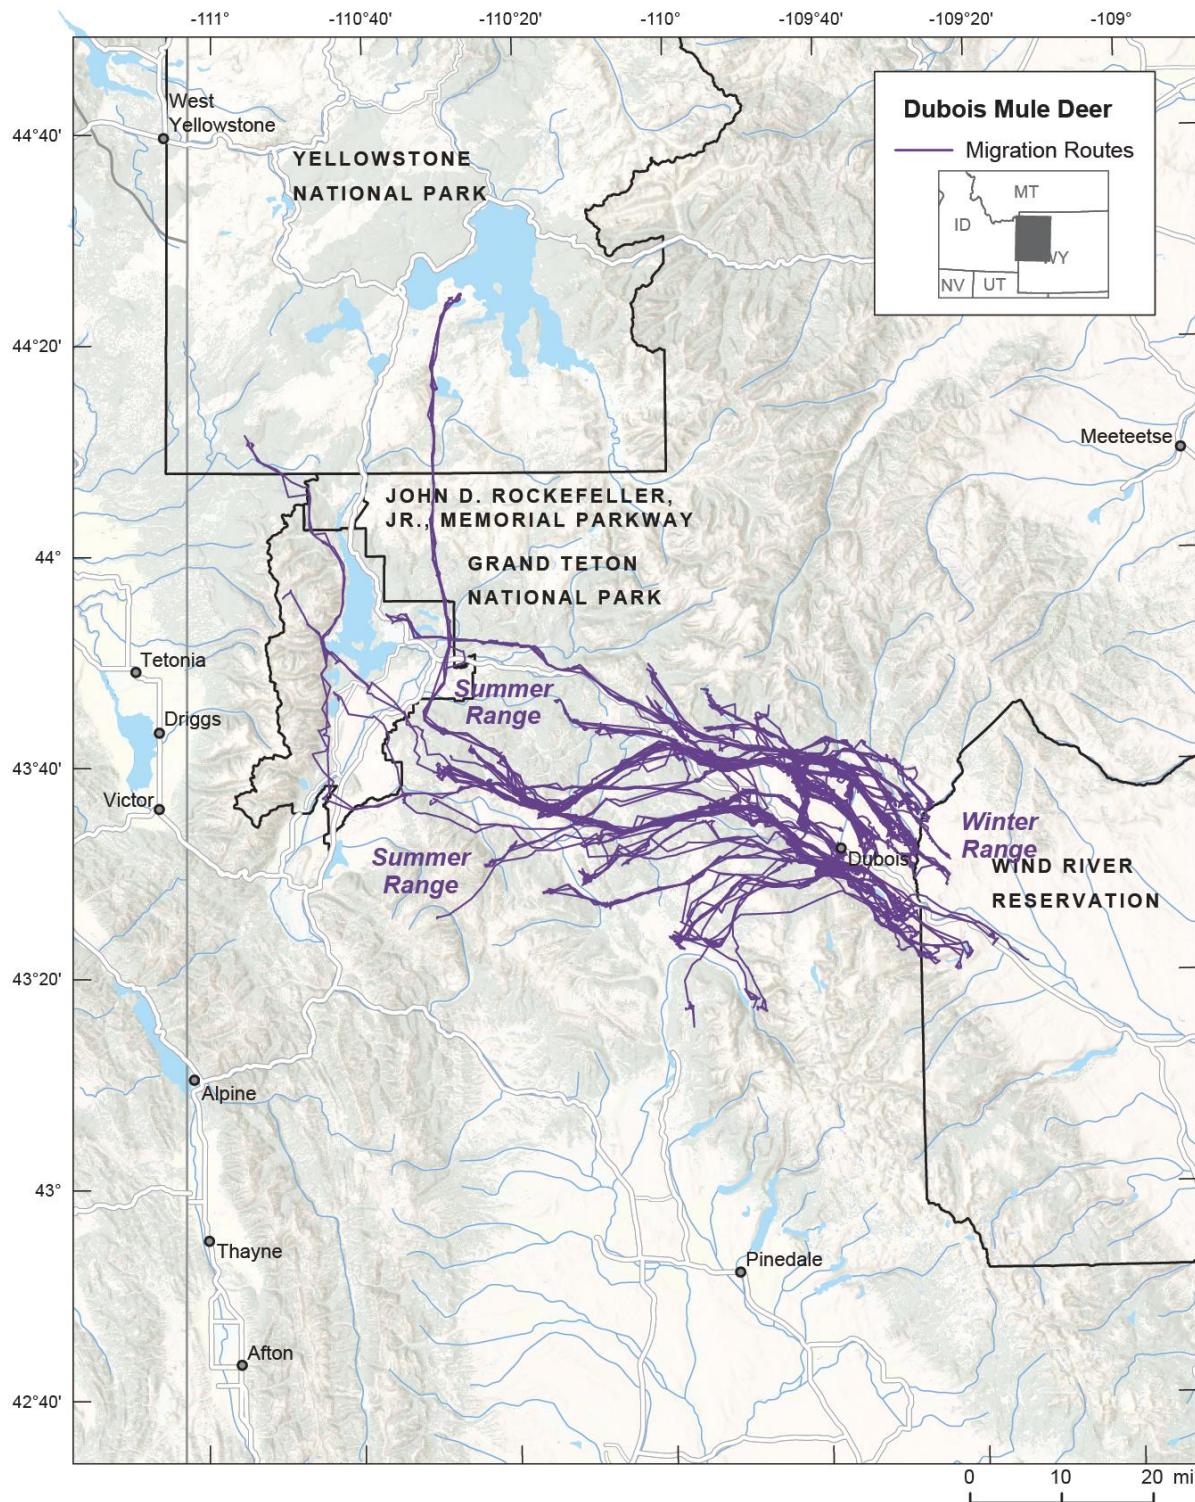 -111°
-110°40'
-110°20'
-110°
-109°40'
-109°20'
-109°
West
Yellowstone
44°40'
YELLOWSTONE
NATIONAL PARK
Dubois Mule Deer
Migration Routes
MT
ID
WY
NV
UT
44°20'
Meeteetse
JOHN D. ROCKEFELLER,
JR., MEMORIAL PARKWAY
44°
GRAND TETON
NATIONAL PARK
Tetonia
Summer
Range
Driggs
43°40'
Victor
Winter
Range
Summer
Range
Dubois
WIND RIVER
RESERVATION
43°20'
Alpine
43°
Thayne
Pinedale
Afton
42°40'
0 10 20 mi